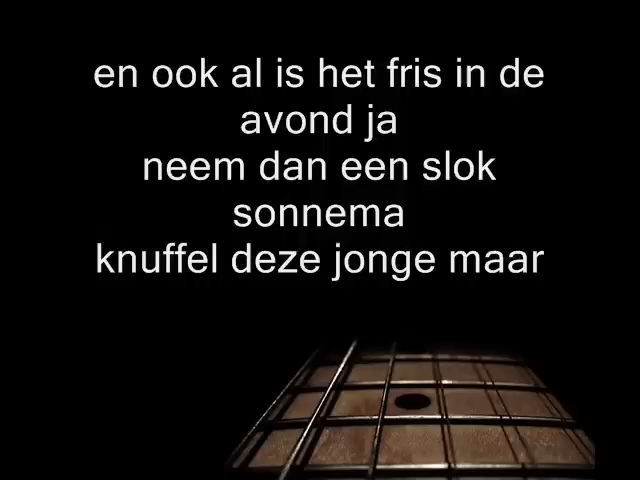 en ook al is het fris in de
avond ja
neem dan een slok
sonnema
knuffel deze jonge maar